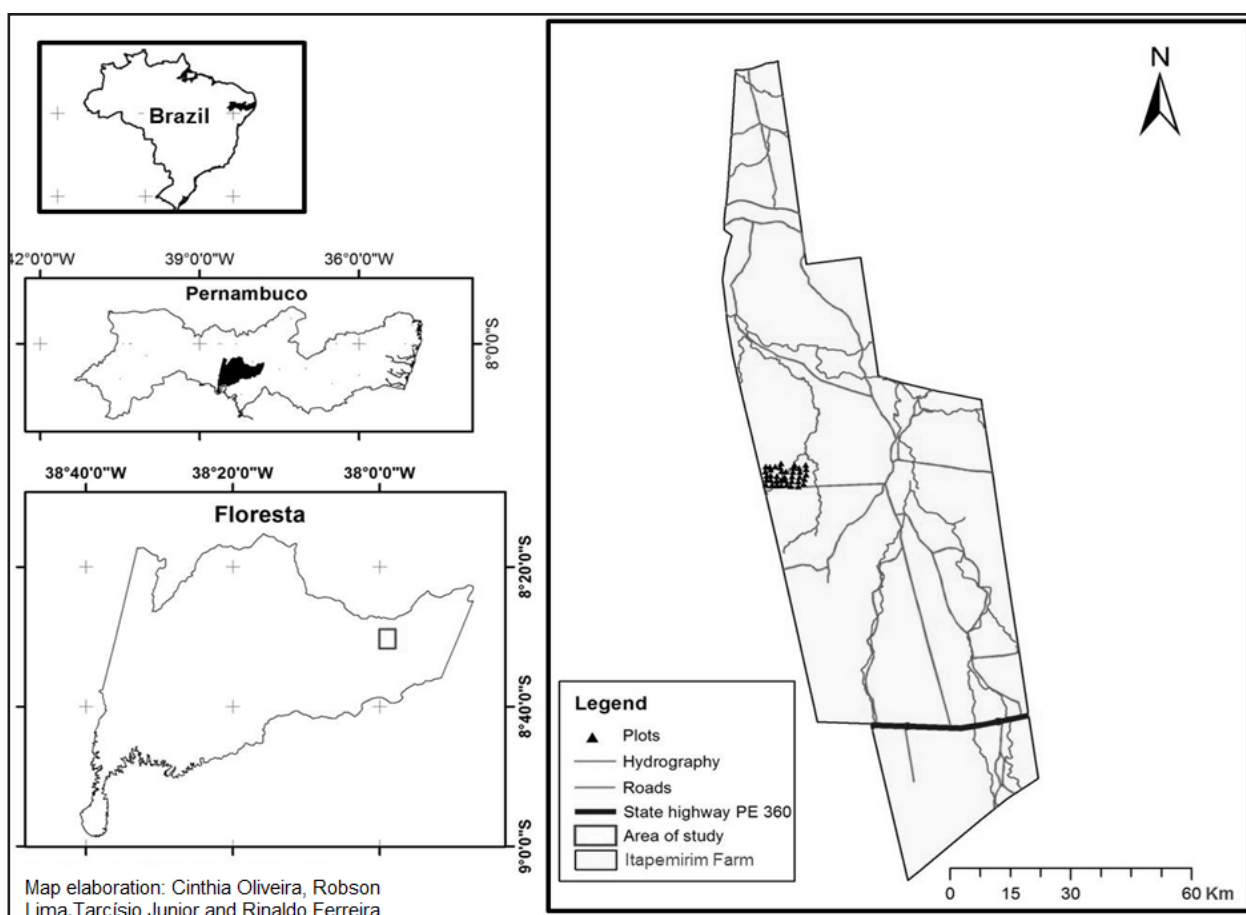 Brazil
42°0'0"W
39°0'0"W
36°0'0"W
Pernambuco
8°0'0"S
38°40'0"W
38°20'0"W
38°0'0"W
Floresta
8°20'0"S
8°40'0"S
9°0'0"S
Map elaboration: Cinthia Oliveira, Robson
Lima,Tarcísio Junior and Rinaldo Ferreira
N
Legend
Plots
Hydrography
Roads
State highway PE 360
Area of study
Itapemirim Farm
0 15 30 60 Km